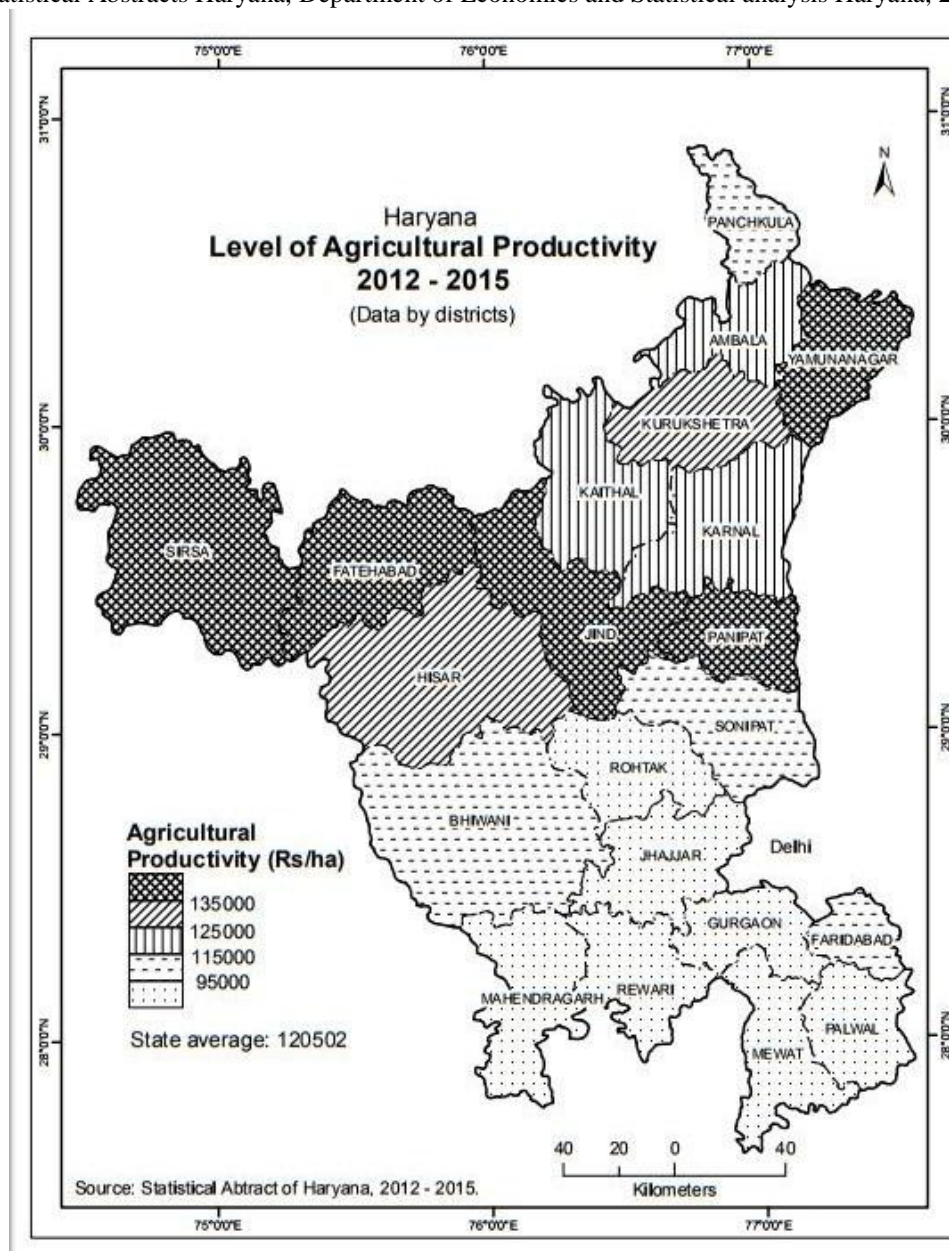 tistical Abstracts Haryana, Department of Economics and Statistical analysis Haryana, 2
75°0'0"E 76°0'0"E 77°0'0"E
31°0'0"N 31°0'0"N
N
Haryana
Level of Agricultural Productivity
2012 - 2015
(Data by districts)
PANCHKULA
AMBALA
YAMUNANAGAR
30°0'0"N 30°0'0"N
KURUKSHETRA
KAITHAL
KARNAL
SIRSA
FATEHABAD
JIND
PANIPAT
HISAR
29°0'0"N 29°0'0"N
SONIPAT
ROHTAK
BHIWANI
JHAJJAR
Delhi
GURGAON
FARIDABAD
MAHENDRAGARH
REWARI
PALWAL
MEWAT
28°0'0"N 28°0'0"N
Agricultural
Productivity (Rs/ha)
135000
125000
115000
95000
State average: 120502
40 20 0 40
Kilometers
Source: Statistical Abtract of Haryana, 2012 - 2015.
75°0'0"E 76°0'0"E 77°0'0"E